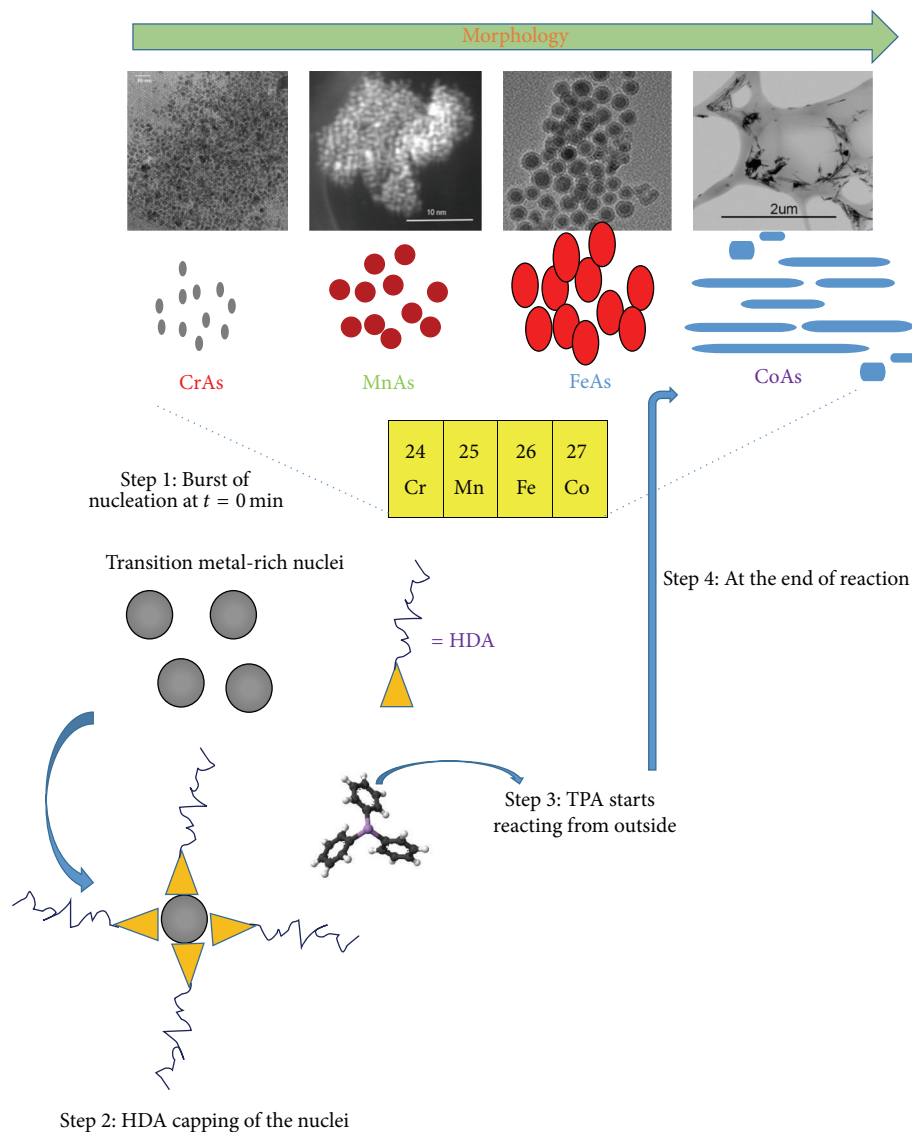 Morphology
10 nm
2um
CrAs
MnAs
FeAs
CoAs
24
25
26
27
Cr
Mn
Fe
Co
Step 1: Burst of
nucleation at t = 0 min
Transition metal-rich nuclei
= HDA
Step 4: At the end of reaction
Step 3: TPA starts
reacting from outside
Step 2: HDA capping of the nuclei